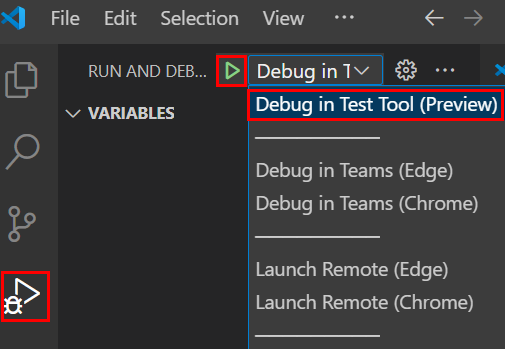 File Edit Selection View ...
RUN AND DEB... Debug in T
VARIABLES
Debug in Test Tool (Preview)
Debug in Teams (Edge)
Debug in Teams (Chrome)
Launch Remote (Edge)
Launch Remote (Chrome)